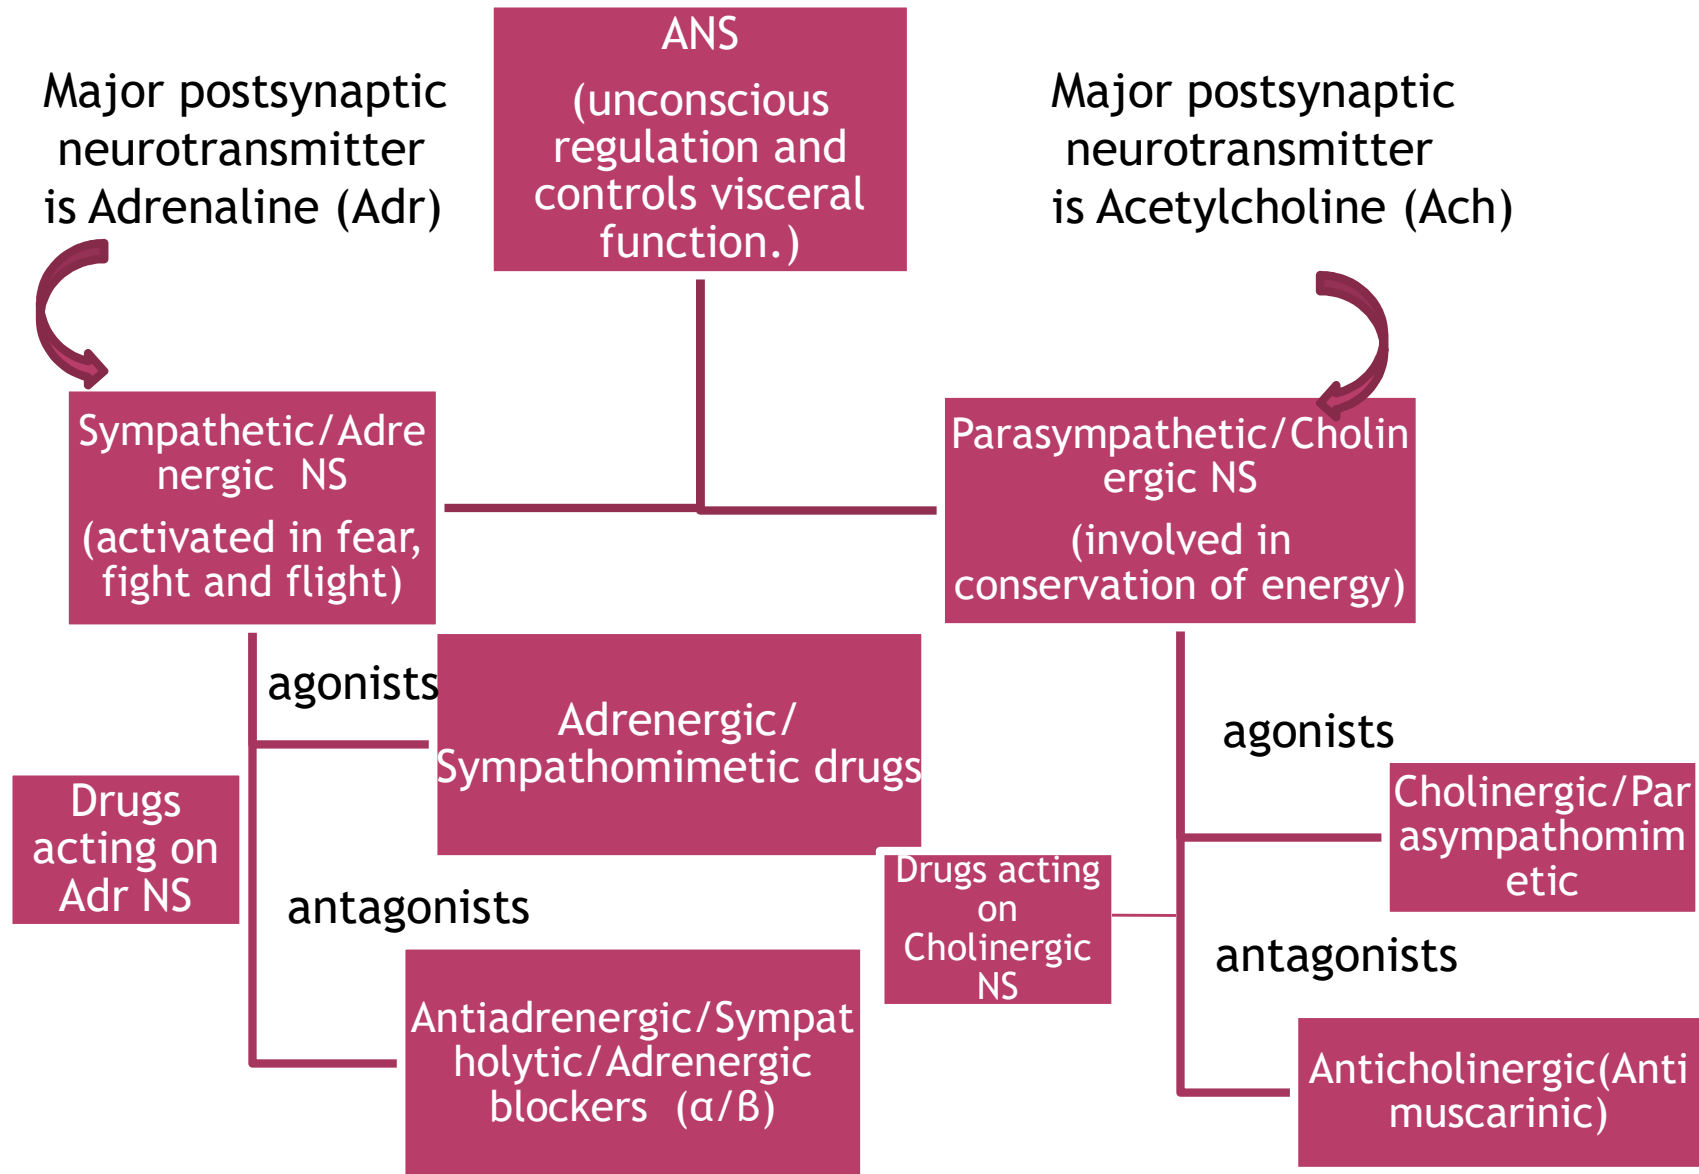 ANS
(unconscious
regulation and
controls visceral
function.)
Major postsynaptic
neurotransmitter
is Adrenaline (Adr)
Major postsynaptic
neurotransmitter
is Acetylcholine (Ach)
Sympathetic/Adre
nergic NS
(activated in fear,
fight and flight)
Parasympathetic/Cholin
ergic NS
(involved in
conservation of energy)
agonists
Adrenergic/
Sympathomimetic drugs
Drugs
acting on
Adr NS
antagonists
Antiadrenergic/Sympat
holytic/Adrenergic
blockers (α/β)
agonists
Cholinergic/Par
asympathomim
etic
Drugs acting
on
Cholinergic
NS
antagonists
Anticholinergic(Anti
muscarinic)